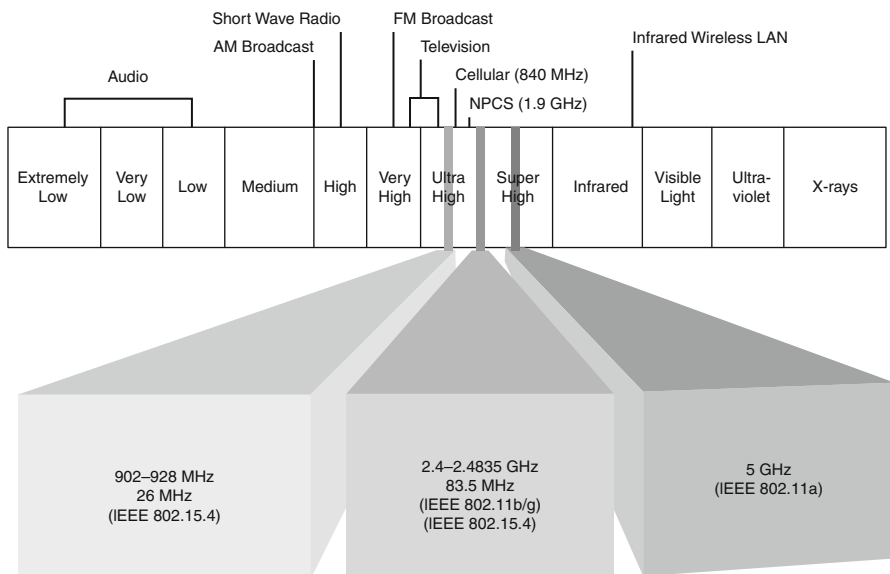 Short Wave Radio
FM Broadcast
AM Broadcast
Television
Infrared Wireless LAN
Audio
Cellular (840 MHz)
NPCS (1.9 GHz)
Extremely
Low
Very
Low
Low
Medium
High
Very
High
Ultra
High
Super
High
Infrared
Visible
Light
Ultra-
violet
X-rays
902–928 MHz
26 MHz
(IEEE 802.15.4)
2.4–2.4835 GHz
83.5 MHz
(IEEE 802.11b/g)
(IEEE 802.15.4)
5 GHz
(IEEE 802.11a)